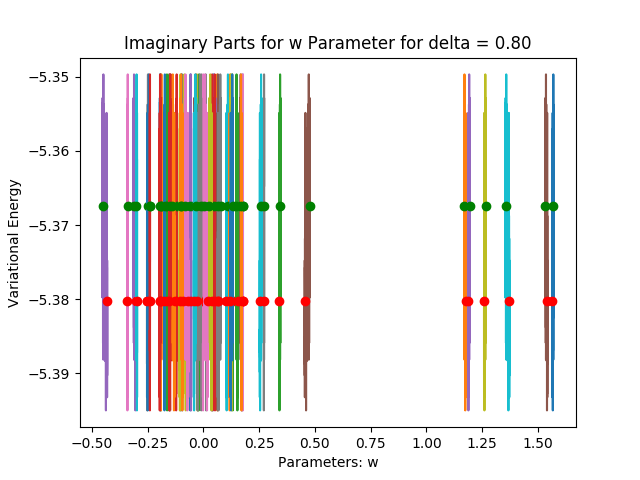 Imaginary Parts for w Parameter for delta = 0.80
Variational Energy
−5.35
−5.36
−5.37
−5.38
−5.39
−0.50 −0.25 0.00 0.25 0.50 0.75 1.00 1.25 1.50
Parameters: w